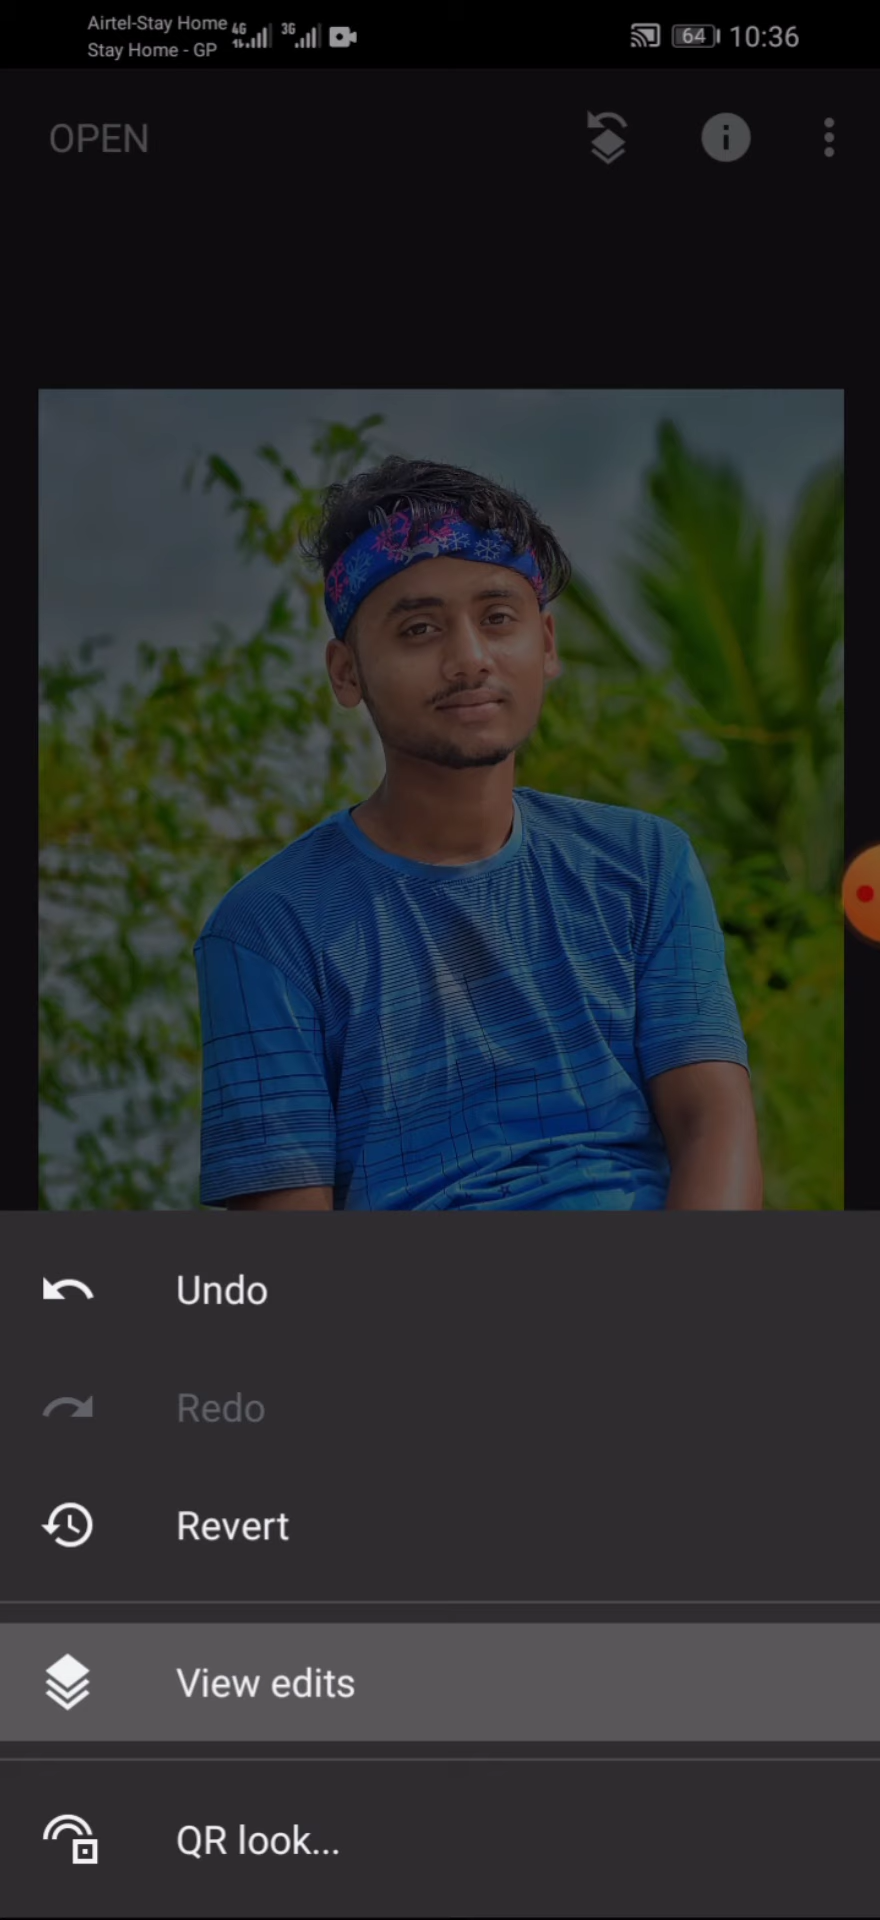 Airtel-Stay Home 4G 3G
Stay Home - GP
64 10:36
OPEN
Undo
Redo
Revert
View edits
QR look...